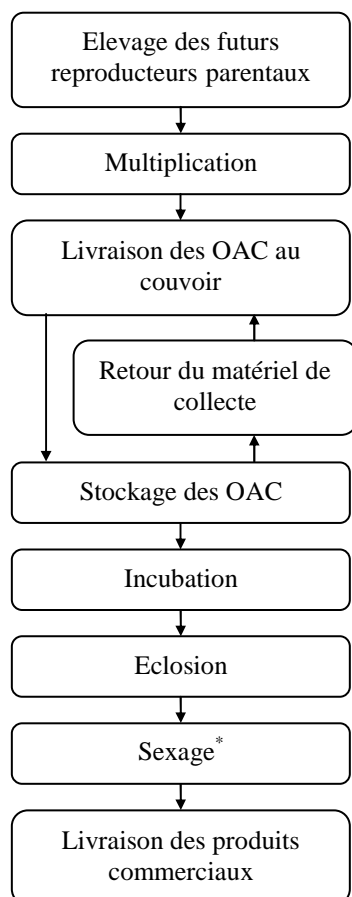 Elevage des futurs
reproducteurs parentaux
Multiplication
Livraison des OAC au
couvoir
Retour du matériel de
collecte
Stockage des OAC
Incubation
Eclosion
Sexage*
Livraison des produits
commerciaux